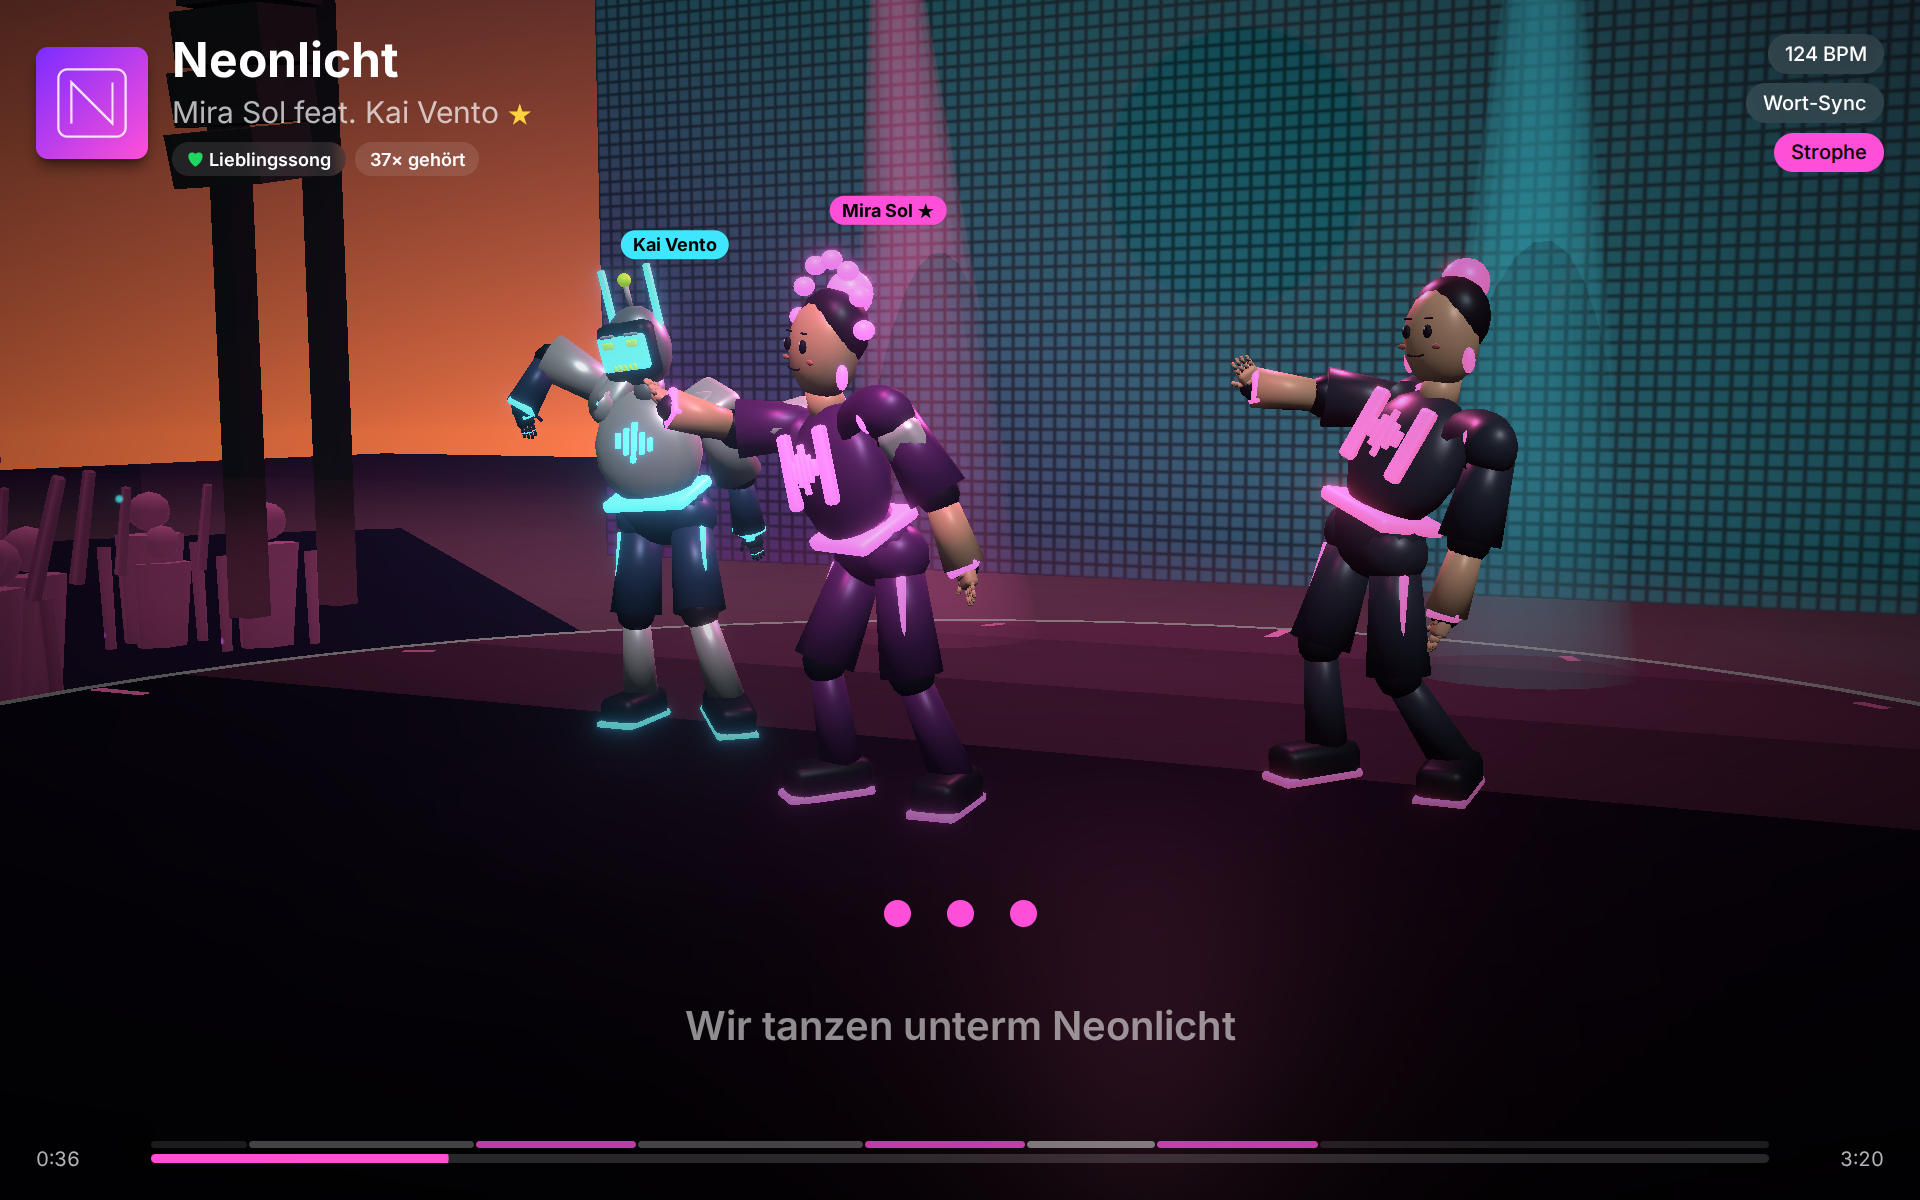 Neonlicht
Mira Sol feat. Kai Vento ★
Lieblingssong
37× gehört
124 BPM
Wort-Sync
Strophe
Mira Sol ★
Kai Vento
Wir tanzen unterm Neonlicht
0:36
3:20